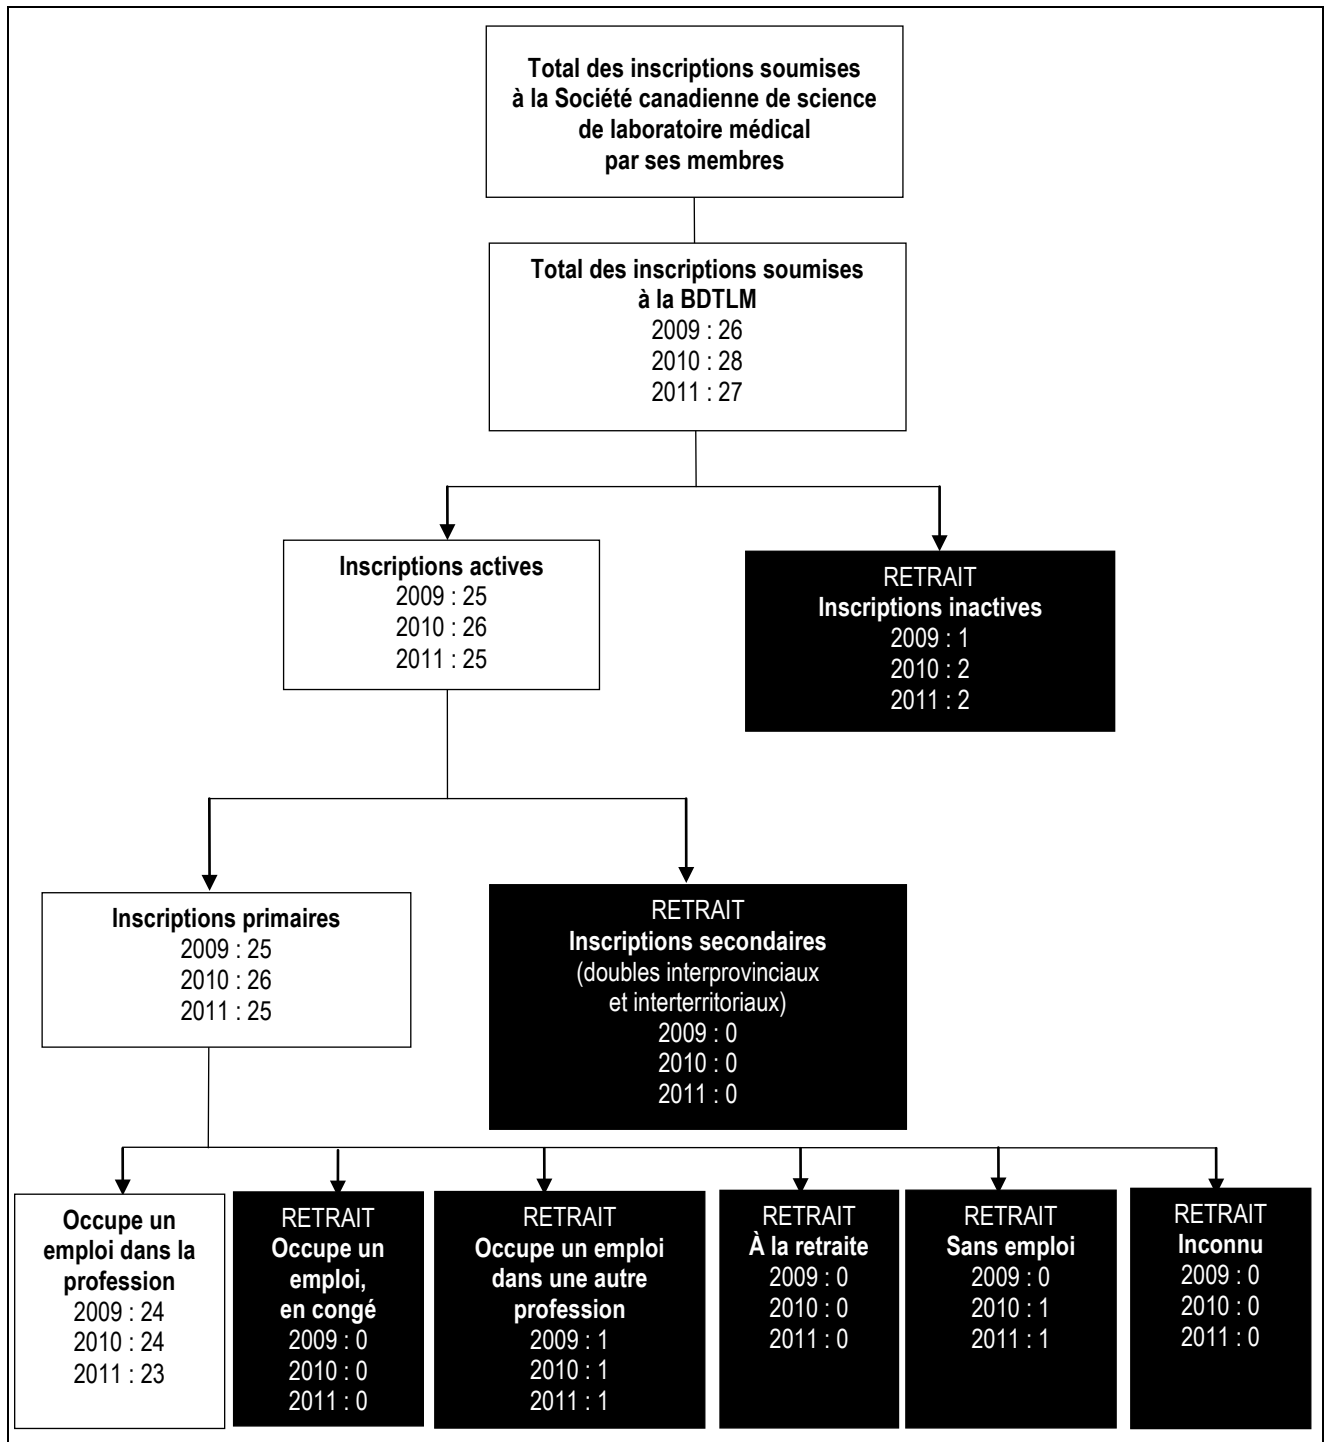 Total des inscriptions soumises
à la Société canadienne de science
de laboratoire médical
par ses membres
Total des inscriptions soumises
à la BDTLM
2009 : 26
2010 : 28
2011 : 27
Inscriptions actives
2009 : 25
2010 : 26
2011 : 25
RETRAIT
Inscriptions inactives
2009 : 1
2010 : 2
2011 : 2
Inscriptions primaires
2009 : 25
2010 : 26
2011 : 25
RETRAIT
Inscriptions secondaires
(doubles interprovinciaux
et interterritoriaux)
2009 : 0
2010 : 0
2011 : 0
Occupe un
emploi dans la
profession
2009 : 24
2010 : 24
2011 : 23
RETRAIT
Occupe un
emploi,
en congé
2009 : 0
2010 : 0
2011 : 0
RETRAIT
Occupe un emploi
dans une autre
profession
2009 : 1
2010 : 1
2011 : 1
RETRAIT
À la retraite
2009 : 0
2010 : 0
2011 : 0
RETRAIT
Sans emploi
2009 : 0
2010 : 1
2011 : 1
RETRAIT
Inconnu
2009 : 0
2010 : 0
2011 : 0